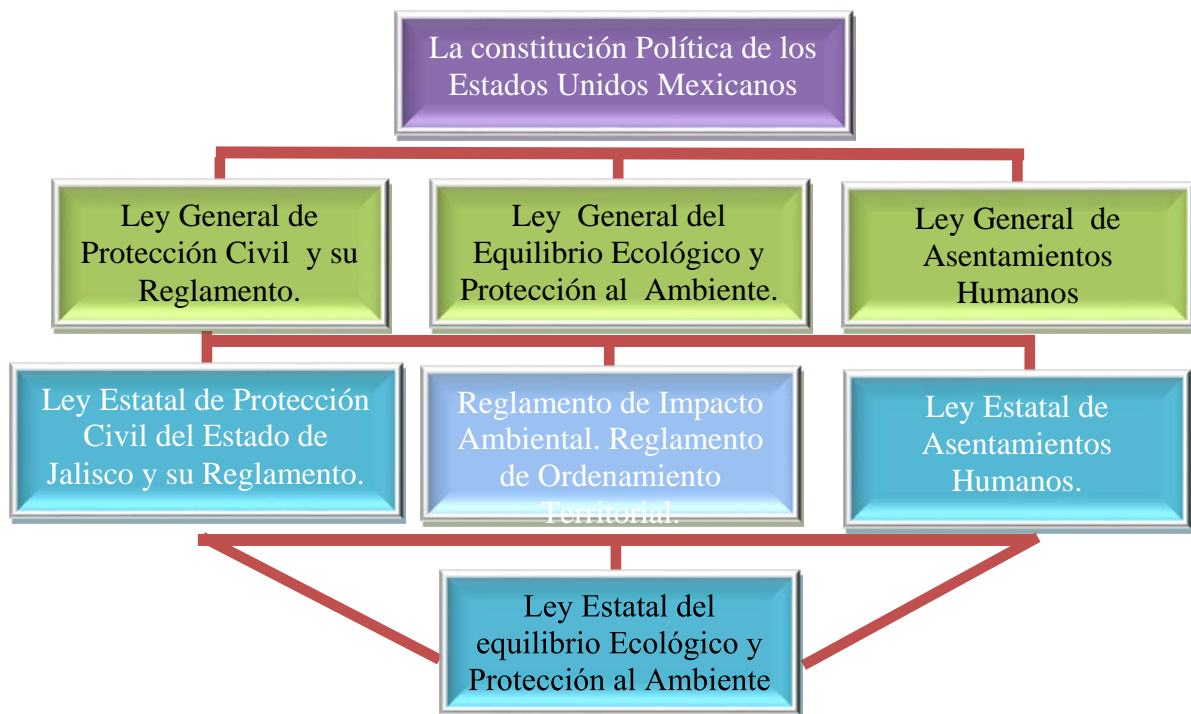 La constitución Política de los
Estados Unidos Mexicanos
Ley General de
Protección Civil y su
Reglamento.
Ley General del
Equilibrio Ecológico y
Protección al Ambiente.
Ley General de
Asentamientos
Humanos
Ley Estatal de Protección
Civil del Estado de
Jalisco y su Reglamento.
Reglamento de Impacto
Ambiental. Reglamento
de Ordenamiento
Territorial.
Ley Estatal de
Asentamientos
Humanos.
Ley Estatal del
equilibrio Ecológico y
Protección al Ambiente